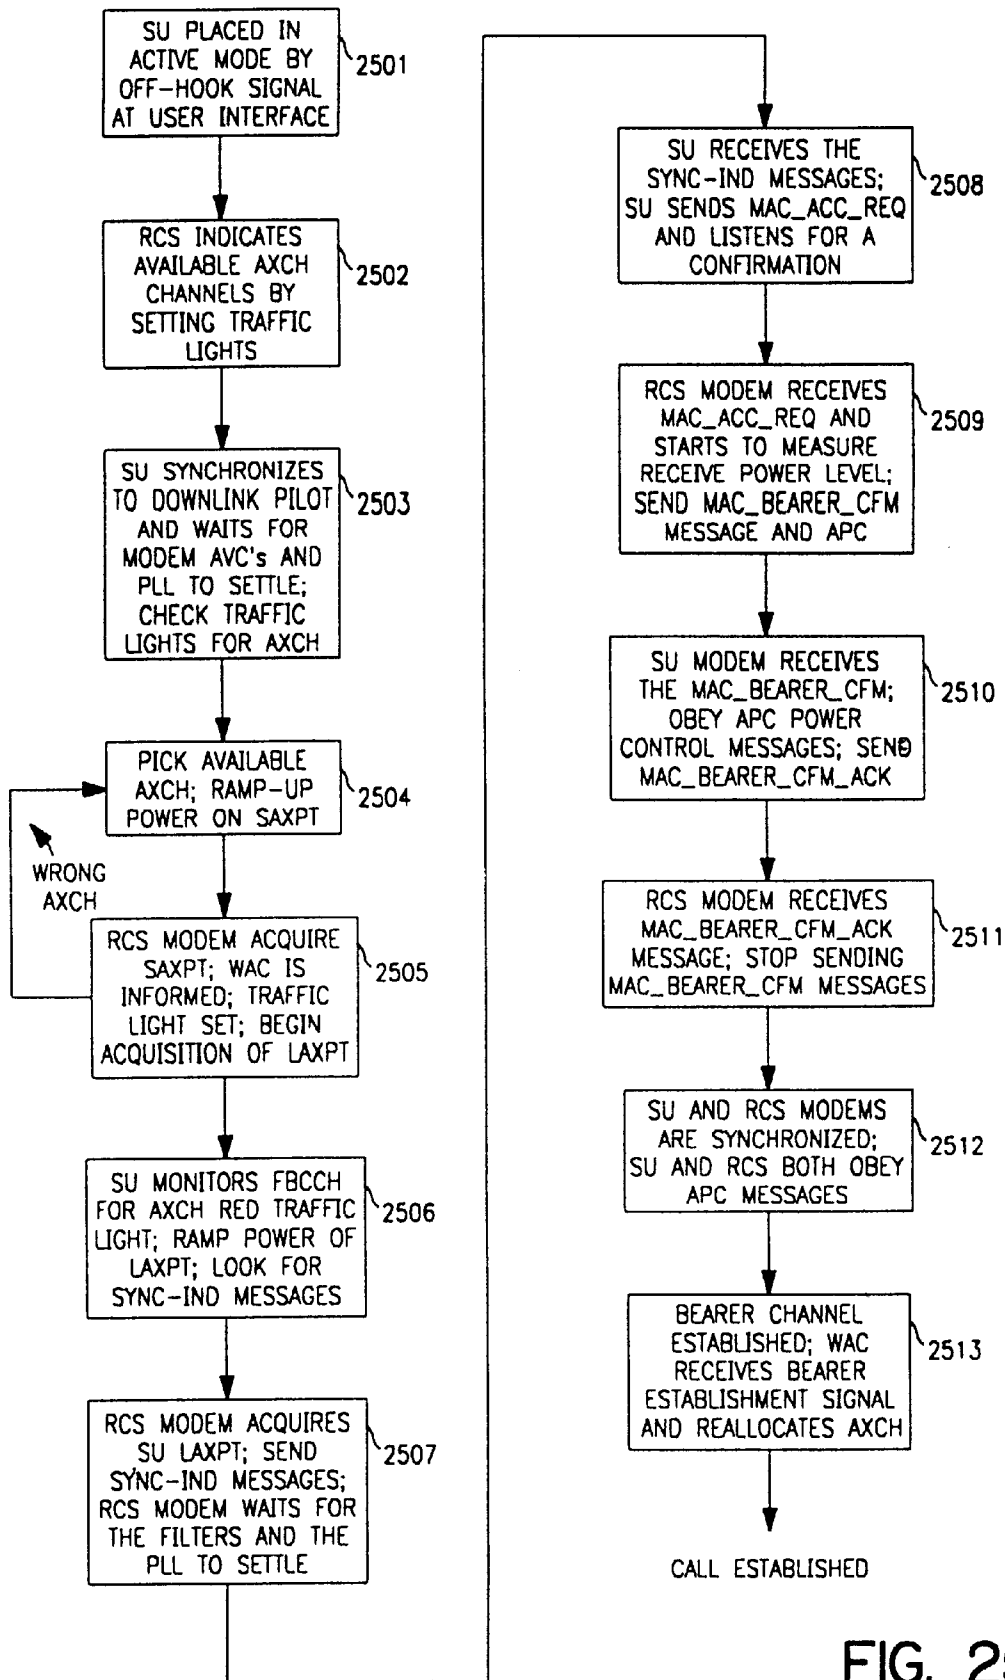 SU PLACED IN
ACTIVE MODE BY
OFF-HOOK SIGNAL
AT USER INTERFACE
2501
RCS INDICATES
AVAILABLE AXCH
CHANNELS BY
SETTING TRAFFIC
LIGHTS
2502
SU SYNCHRONIZES
TO DOWNLINK PILOT
AND WAITS FOR
MODEM AVC's AND
PLL TO SETTLE;
CHECK TRAFFIC
LIGHTS FOR AXCH
2503
PICK AVAILABLE
AXCH; RAMP-UP
POWER ON SAXPT
2504
WRONG
AXCH
RCS MODEM ACQUIRE
SAXPT; WAC IS
INFORMED; TRAFFIC
LIGHT SET; BEGIN
ACQUISITION OF LAXPT
2505
SU MONITORS FBCCH
FOR AXCH RED TRAFFIC
LIGHT; RAMP POWER OF
LAXPT; LOOK FOR
SYNC-IND MESSAGES
2506
RCS MODEM ACQUIRES
SU LAXPT; SEND
SYNC-IND MESSAGES;
RCS MODEM WAITS FOR
THE FILTERS AND THE
PLL TO SETTLE
2507
SU RECEIVES THE
SYNC-IND MESSAGES;
SU SENDS MAC_ACC_REQ
AND LISTENS FOR A
CONFIRMATION
2508
RCS MODEM RECEIVES
MAC_ACC_REQ AND
STARTS TO MEASURE
RECEIVE POWER LEVEL;
SEND MAC_BEARER_CFM
MESSAGE AND APC
2509
SU MODEM RECEIVES
THE MAC_BEARER_CFM;
OBEY APC POWER
CONTROL MESSAGES; SEND
MAC_BEARER_CFM_ACK
2510
RCS MODEM RECEIVES
MAC_BEARER_CFM_ACK
MESSAGE; STOP SENDING
MAC_BEARER_CFM MESSAGES
2511
SU AND RCS MODEMS
ARE SYNCHRONIZED;
SU AND RCS BOTH OBEY
APC MESSAGES
2512
BEARER CHANNEL
ESTABLISHED; WAC
RECEIVES BEARER
ESTABLISHMENT SIGNAL
AND REALLOCATES AXCH
2513
CALL ESTABLISHED
FIG.